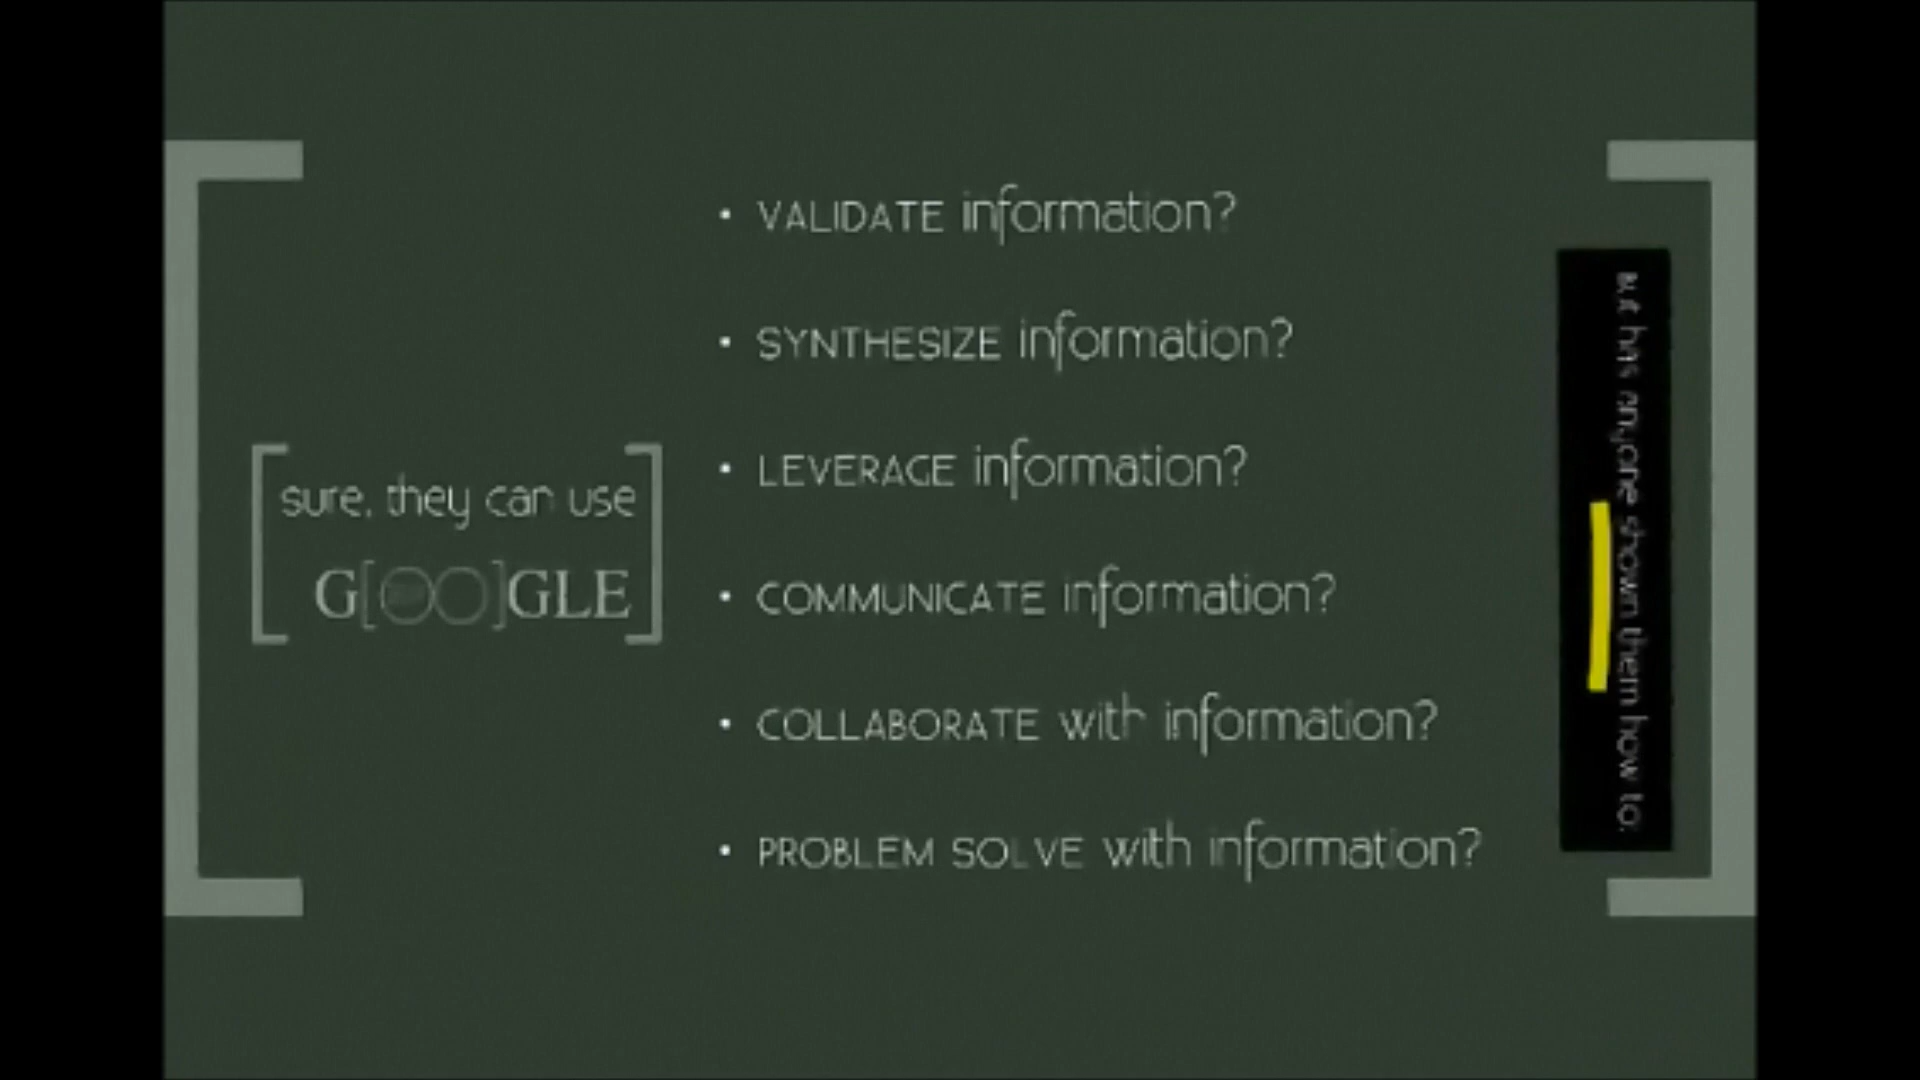 sure, they can use
G[OO]GLE
• VALIDATE information?
• SYNTHESIZE information?
• LEVERAGE information?
• COMMUNICATE information?
• COLLABORATE with information?
• PROBLEM SOLVE with information?
but has anyone shown them how to: